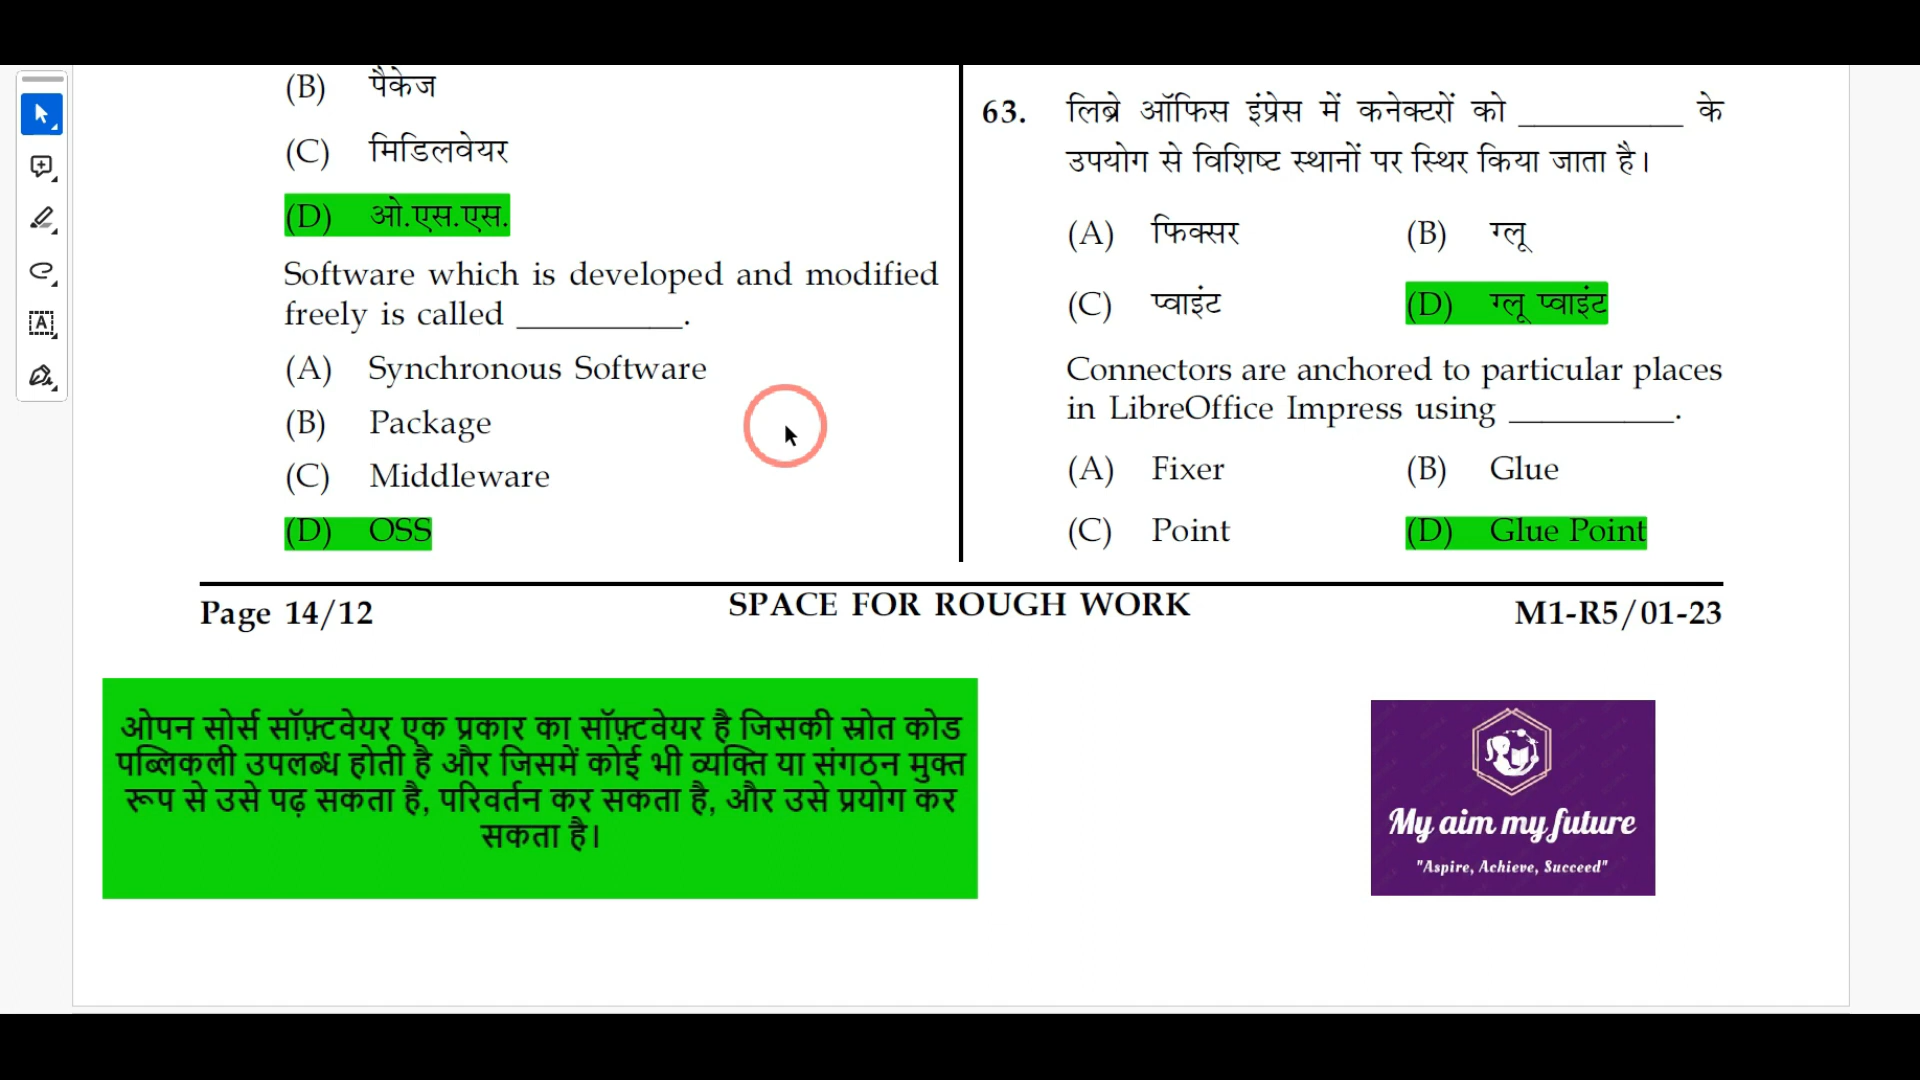 (B) पैकेज
(C) मिडिलवेयर
(D) ओ.एस.एस.
Software which is developed and modified
freely is called __________.
(A) Synchronous Software
(B) Package
(C) Middleware
(D) OSS
63. लिब्रे ऑफिस इंप्रेस में कनेक्टरों को __________ के
उपयोग से विशिष्ट स्थानों पर स्थिर किया जाता है।
(A) फिक्सर (B) ग्लू
(C) प्वाइंट (D) ग्लू प्वाइंट
Connectors are anchored to particular places
in LibreOffice Impress using __________.
(A) Fixer (B) Glue
(C) Point (D) Glue Point
Page 14/12 SPACE FOR ROUGH WORK M1-R5/01-23
ओपन सोर्स सॉफ़्टवेयर एक प्रकार का सॉफ़्टवेयर है जिसकी स्रोत कोड
पब्लिकली उपलब्ध होती है और जिसमें कोई भी व्यक्ति या संगठन मुक्त
रूप से उसे पढ़ सकता है, परिवर्तन कर सकता है, और उसे प्रयोग कर
सकता है।
My aim my future
"Aspire, Achieve, Succeed"